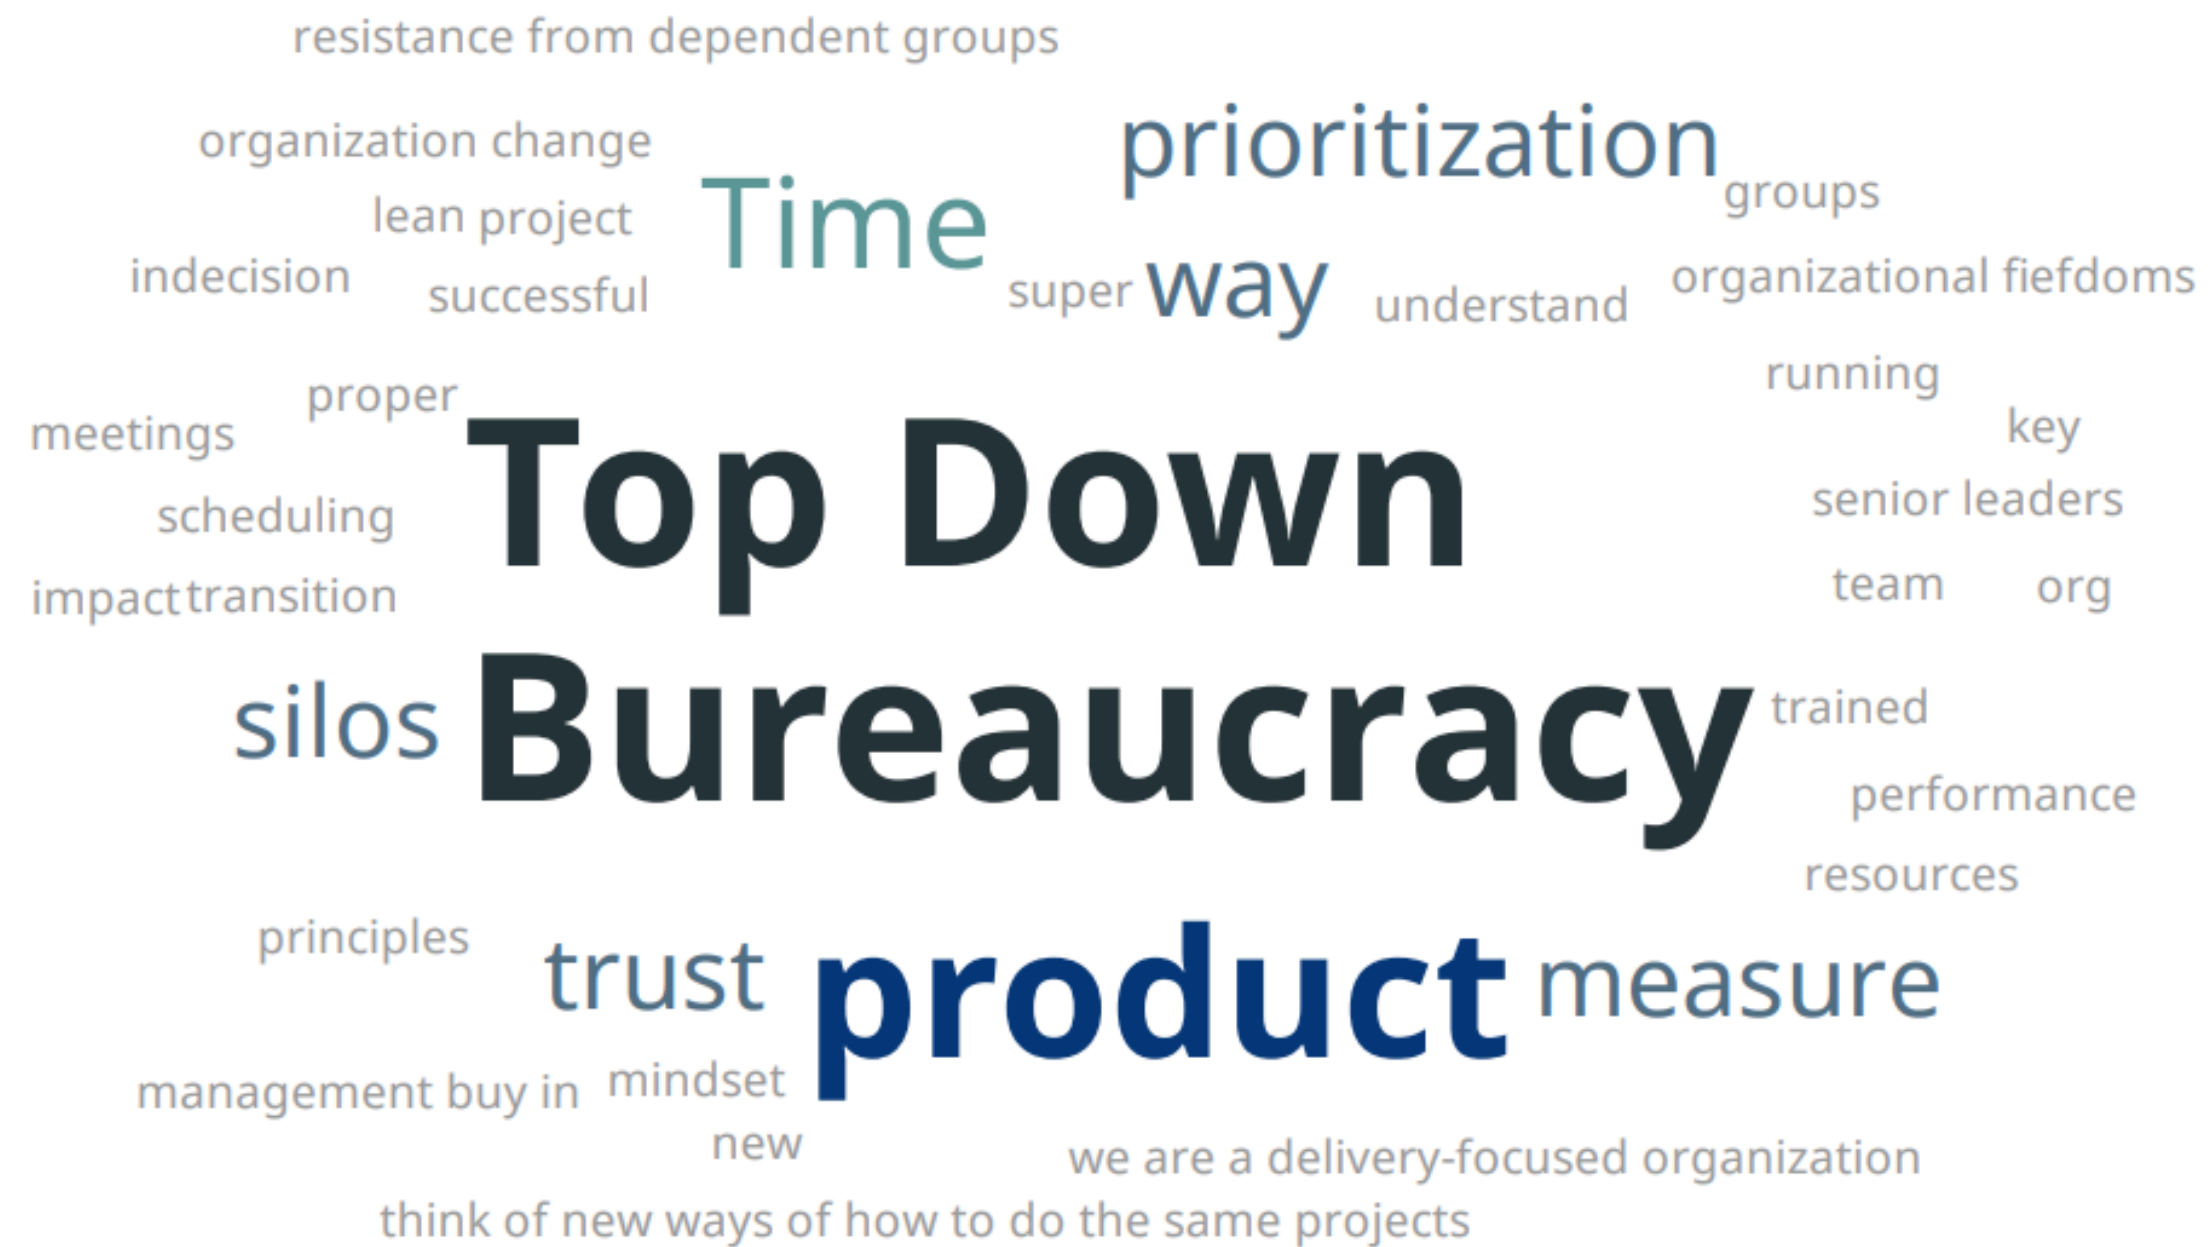 resistance from dependent groups
organization change
prioritization
lean project
Time
groups
indecision
successful
super
way
understand
organizational fiefdoms
proper
running
meetings
Top Down
key
scheduling
senior leaders
impact
transition
team
org
silos
Bureaucracy
trained
performance
resources
principles
trust
product
measure
management buy in
mindset
new
we are a delivery-focused organization
think of new ways of how to do the same projects